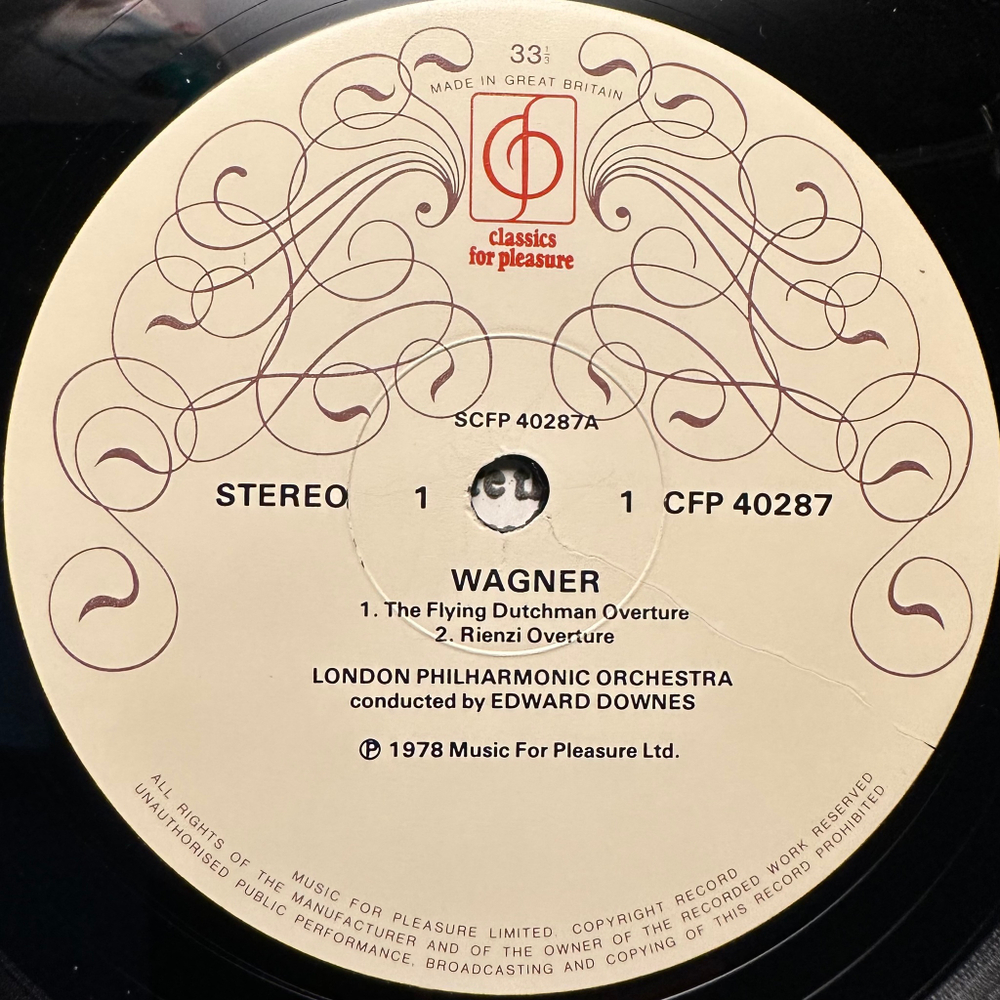 33⅓
MADE IN GREAT BRITAIN
classics
for pleasure
SCFP 40287A
STEREO 1 1 CFP 40287
WAGNER
1. The Flying Dutchman Overture
2. Rienzi Overture
LONDON PHILHARMONIC ORCHESTRA
conducted by EDWARD DOWNES
℗ 1978 Music For Pleasure Ltd.
MUSIC FOR PLEASURE LIMITED. COPYRIGHT RECORD
ALL RIGHTS OF THE MANUFACTURER AND OF THE OWNER OF THE RECORDED WORK RESERVED
UNAUTHORISED PUBLIC PERFORMANCE, BROADCASTING AND COPYING OF THIS RECORD PROHIBITED